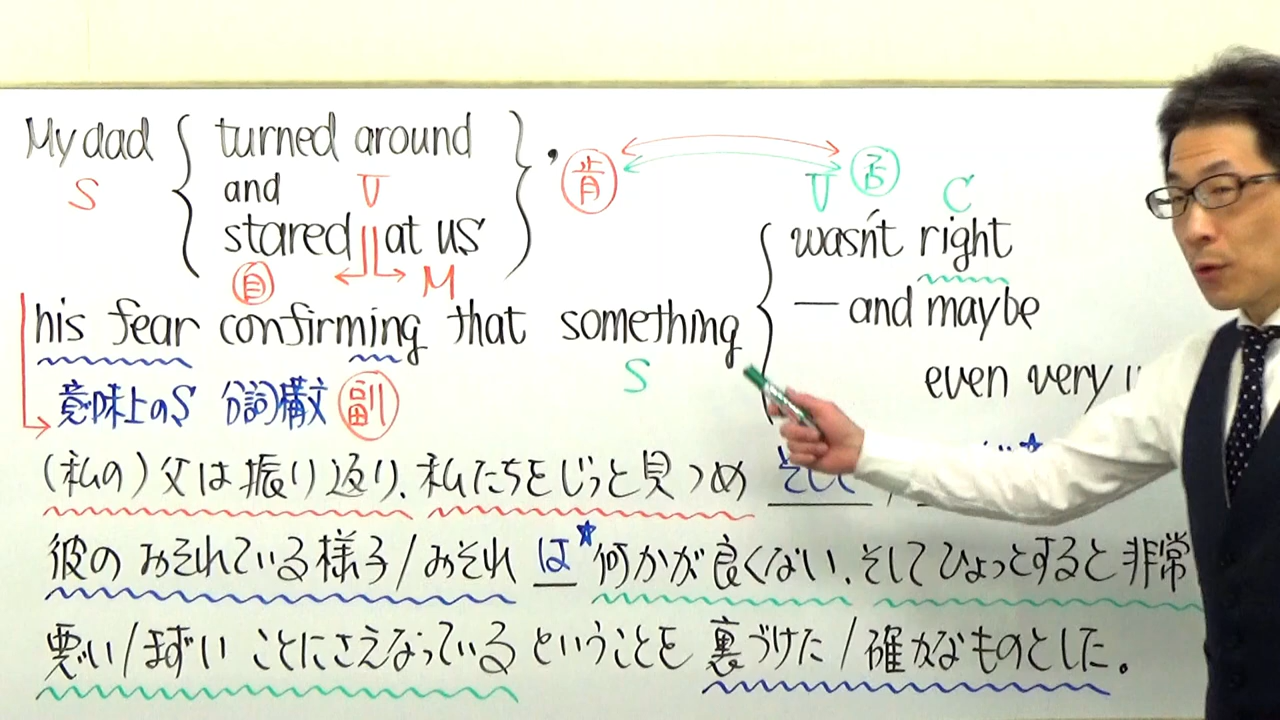 My dad { turned around } , 肯 否
S and V V C
stared at us wasn't right
自 M
his fear confirming that something — and maybe
S even very
意味上のS 分詞構文 副
(私の) 父は振り返り、私たちをじっと見つめ そして
彼のおそれている様子/おそれ は*何かが良くない、そしてひょっとすると非常
悪い/まずい ことにさえなっているということを裏づけた/確かなものとした。